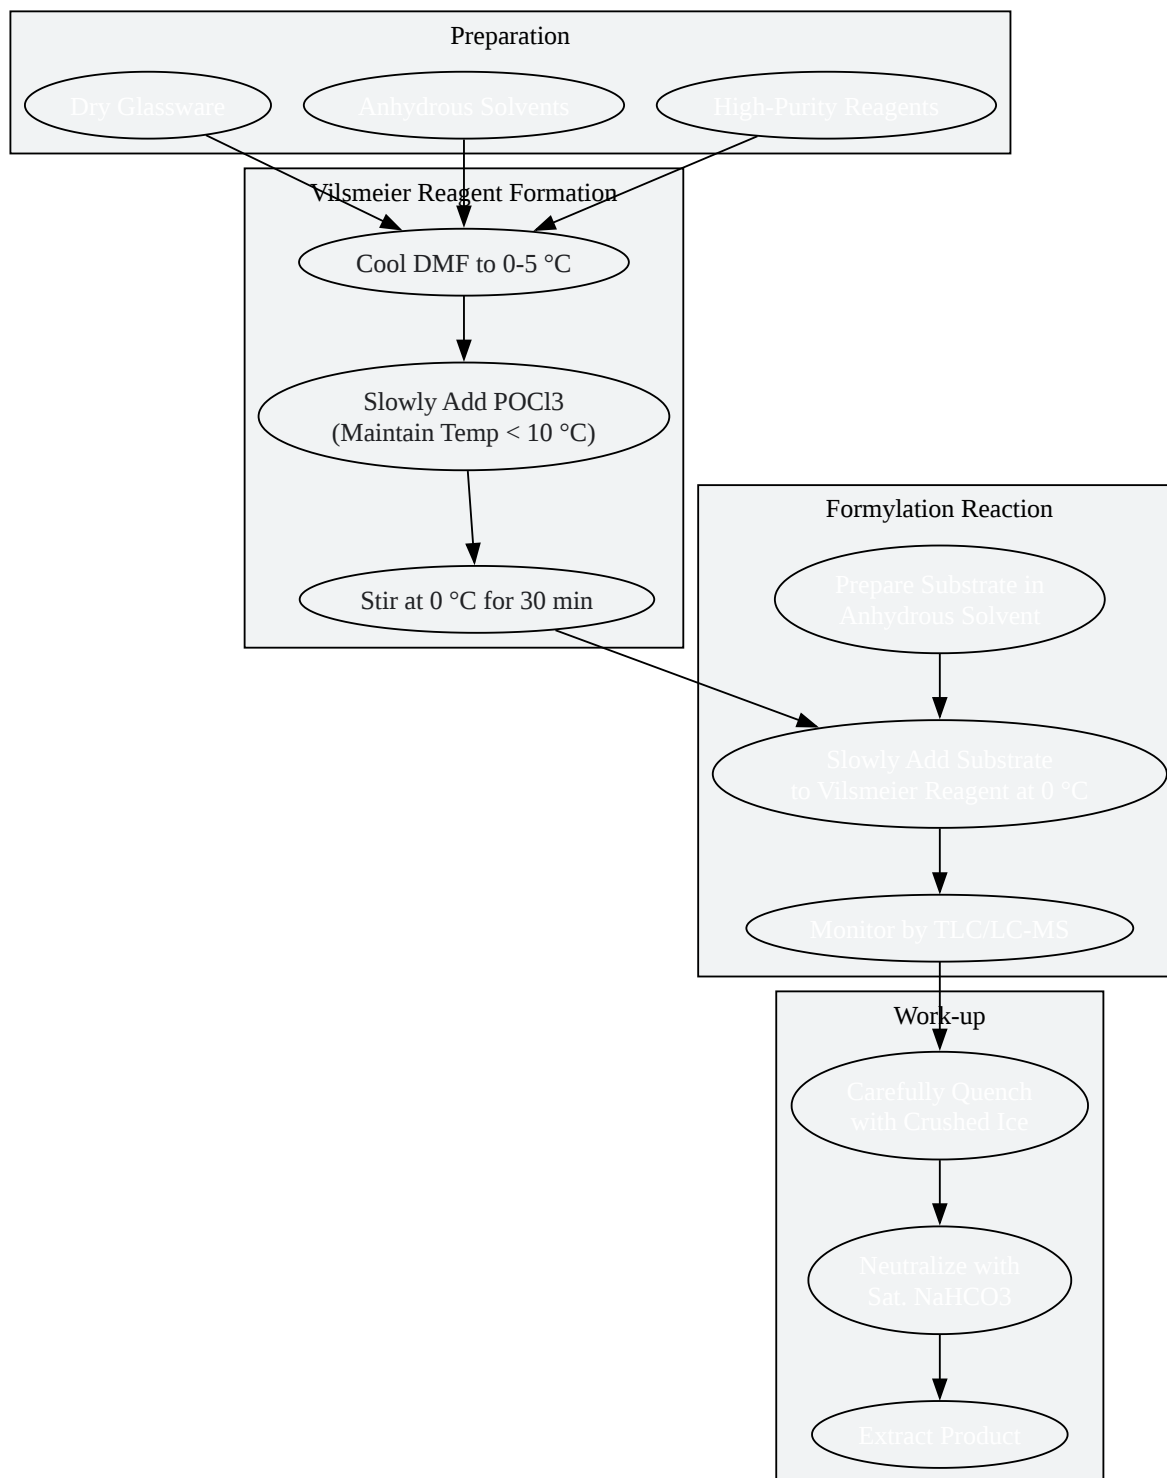 Preparation
Dry Glassware
Anhydrous Solvents
High-Purity Reagents
Vilsmeier Reagent Formation
Cool DMF to 0-5 °C
Slowly Add POCl3
(Maintain Temp < 10 °C)
Stir at 0 °C for 30 min
Formylation Reaction
Prepare Substrate in
Anhydrous Solvent
Slowly Add Substrate
to Vilsmeier Reagent at 0 °C
Monitor by TLC/LC-MS
Work-up
Carefully Quench
with Crushed Ice
Neutralize with
Sat. NaHCO3
Extract Product